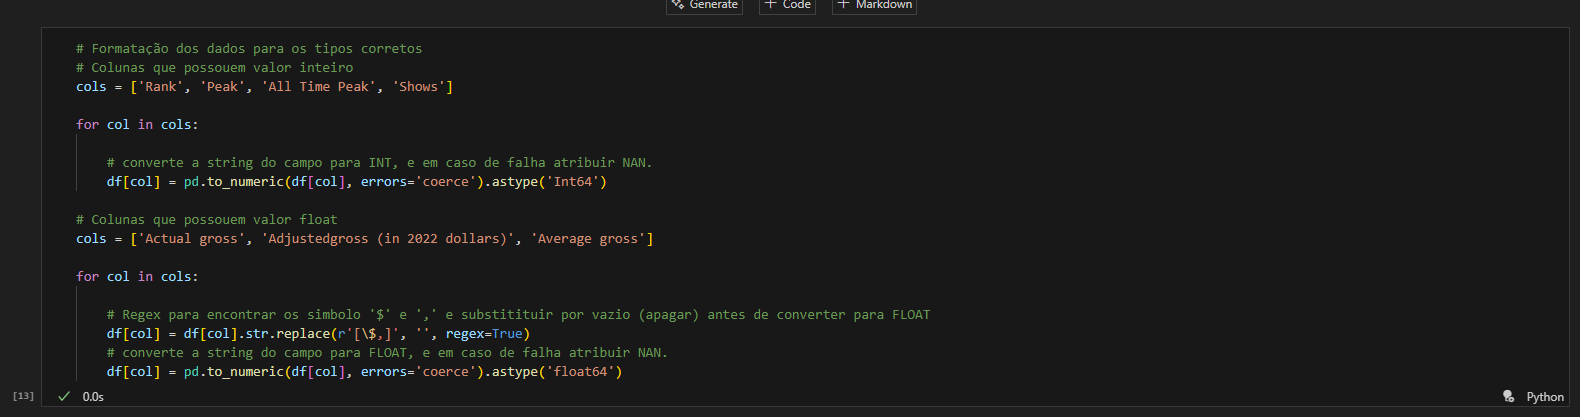 Generate + Code + Markdown
# Formatação dos dados para os tipos corretos
# Colunas que possouem valor inteiro
cols = ['Rank', 'Peak', 'All Time Peak', 'Shows']
for col in cols:
# converte a string do campo para INT, e em caso de falha atribuir NAN.
df[col] = pd.to_numeric(df[col], errors='coerce').astype('Int64')
# Colunas que possouem valor float
cols = ['Actual gross', 'Adjustedgross (in 2022 dollars)', 'Average gross']
for col in cols:
# Regex para encontrar os simbolo '$' e ',' e substitituir por vazio (apagar) antes de converter para FLOAT
df[col] = df[col].str.replace(r'[\$,]', '', regex=True)
# converte a string do campo para FLOAT, e em caso de falha atribuir NAN.
df[col] = pd.to_numeric(df[col], errors='coerce').astype('float64')
[13] ✓ 0.0s Python